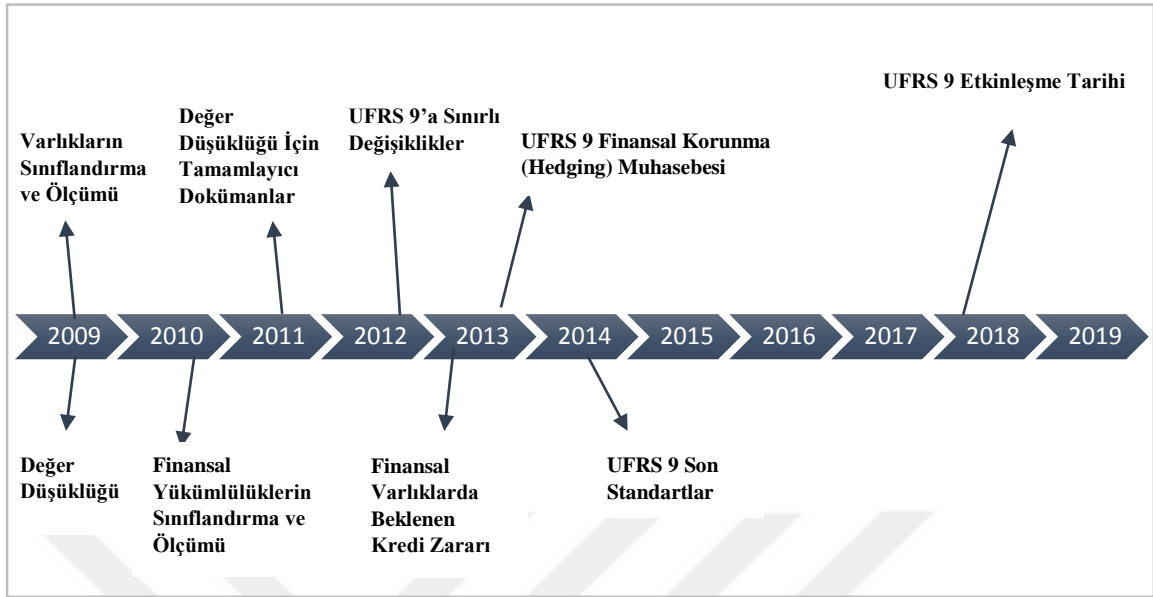 UFRS 9 Etkinleşme Tarihi
Varlıkların
Sınıflandırma
ve Ölçümü
Değer
Düşüklüğü İçin
Tamamlayıcı
Dokümanlar
UFRS 9’a Sınırlı
Değişiklikler
UFRS 9 Finansal Korunma
(Hedging) Muhasebesi
2009 2010 2011 2012 2013 2014 2015 2016 2017 2018 2019
Değer
Düşüklüğü
Finansal
Yükümlülüklerin
Sınıflandırma ve
Ölçümü
Finansal
Varlıklarda
Beklenen
Kredi Zararı
UFRS 9 Son
Standartlar